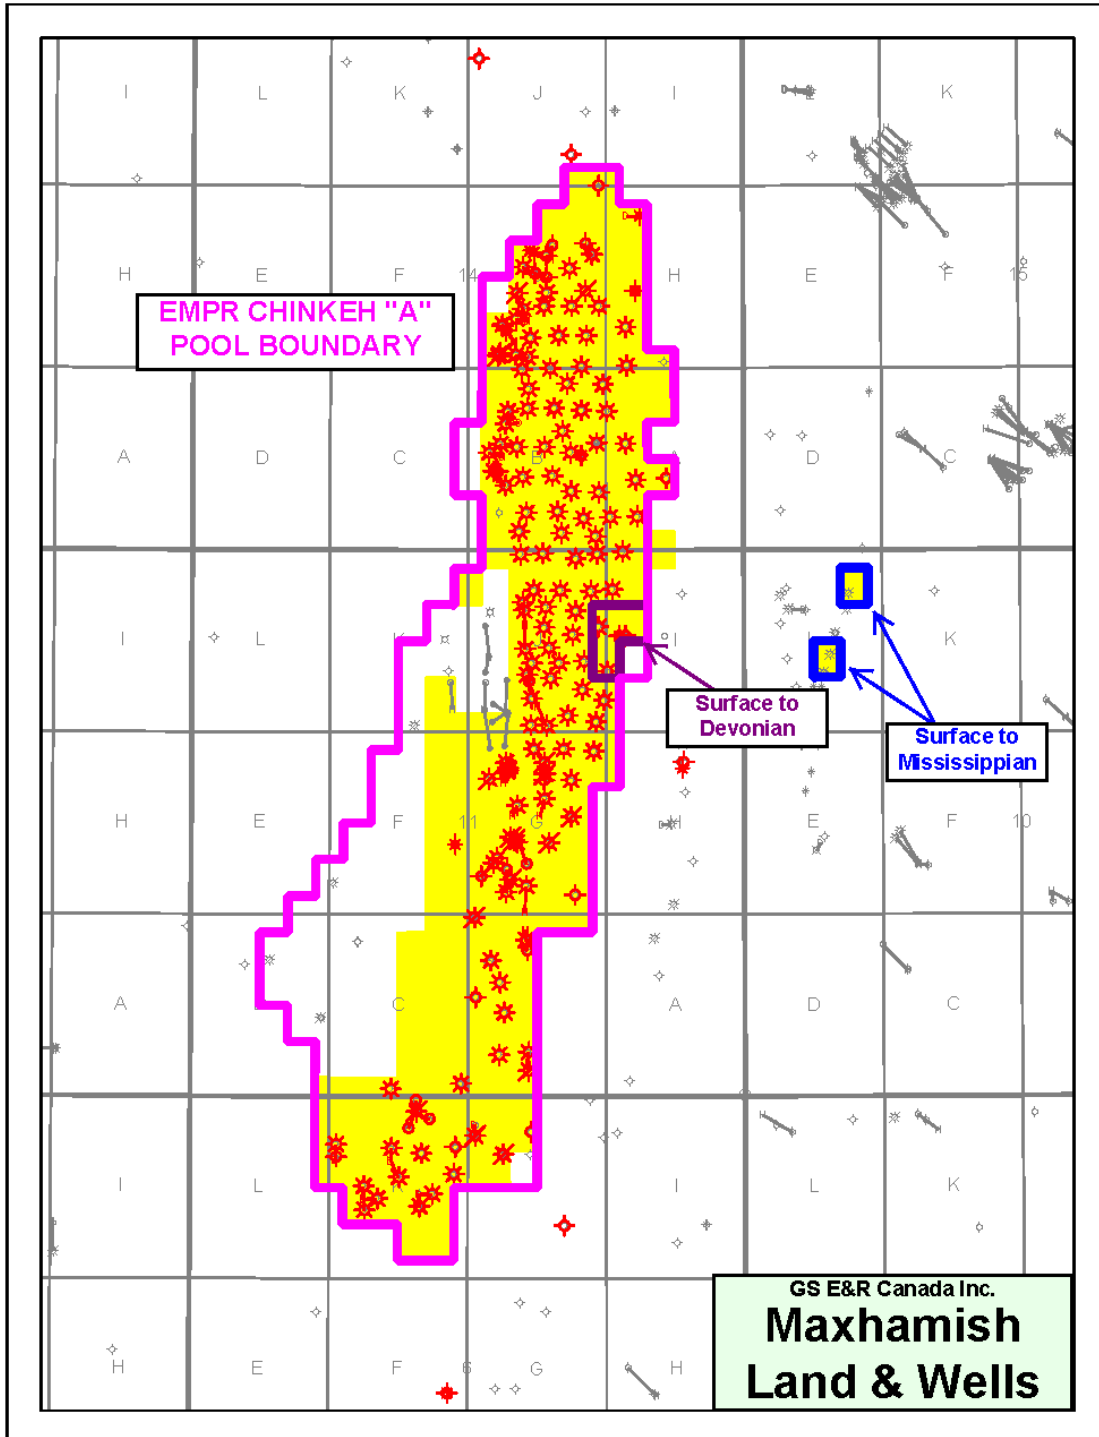 I L K J I L K
H E F 14 H E F 15
EMPR CHINKEH "A"
POOL BOUNDARY
A D C B A D C
I L K J I L K
Surface to
Devonian
Surface to
Mississippian
H E F 11 G H E F 10
A C A D C
I L K I L K
GS E&R Canada Inc.
Maxhamish
Land & Wells
H E F 6 G H